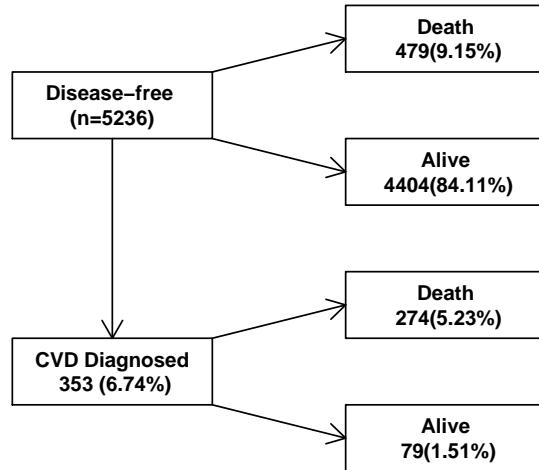 Death
479(9.15%)
Disease−free
(n=5236)
Alive
4404(84.11%)
Death
274(5.23%)
CVD Diagnosed
353 (6.74%)
Alive
79(1.51%)